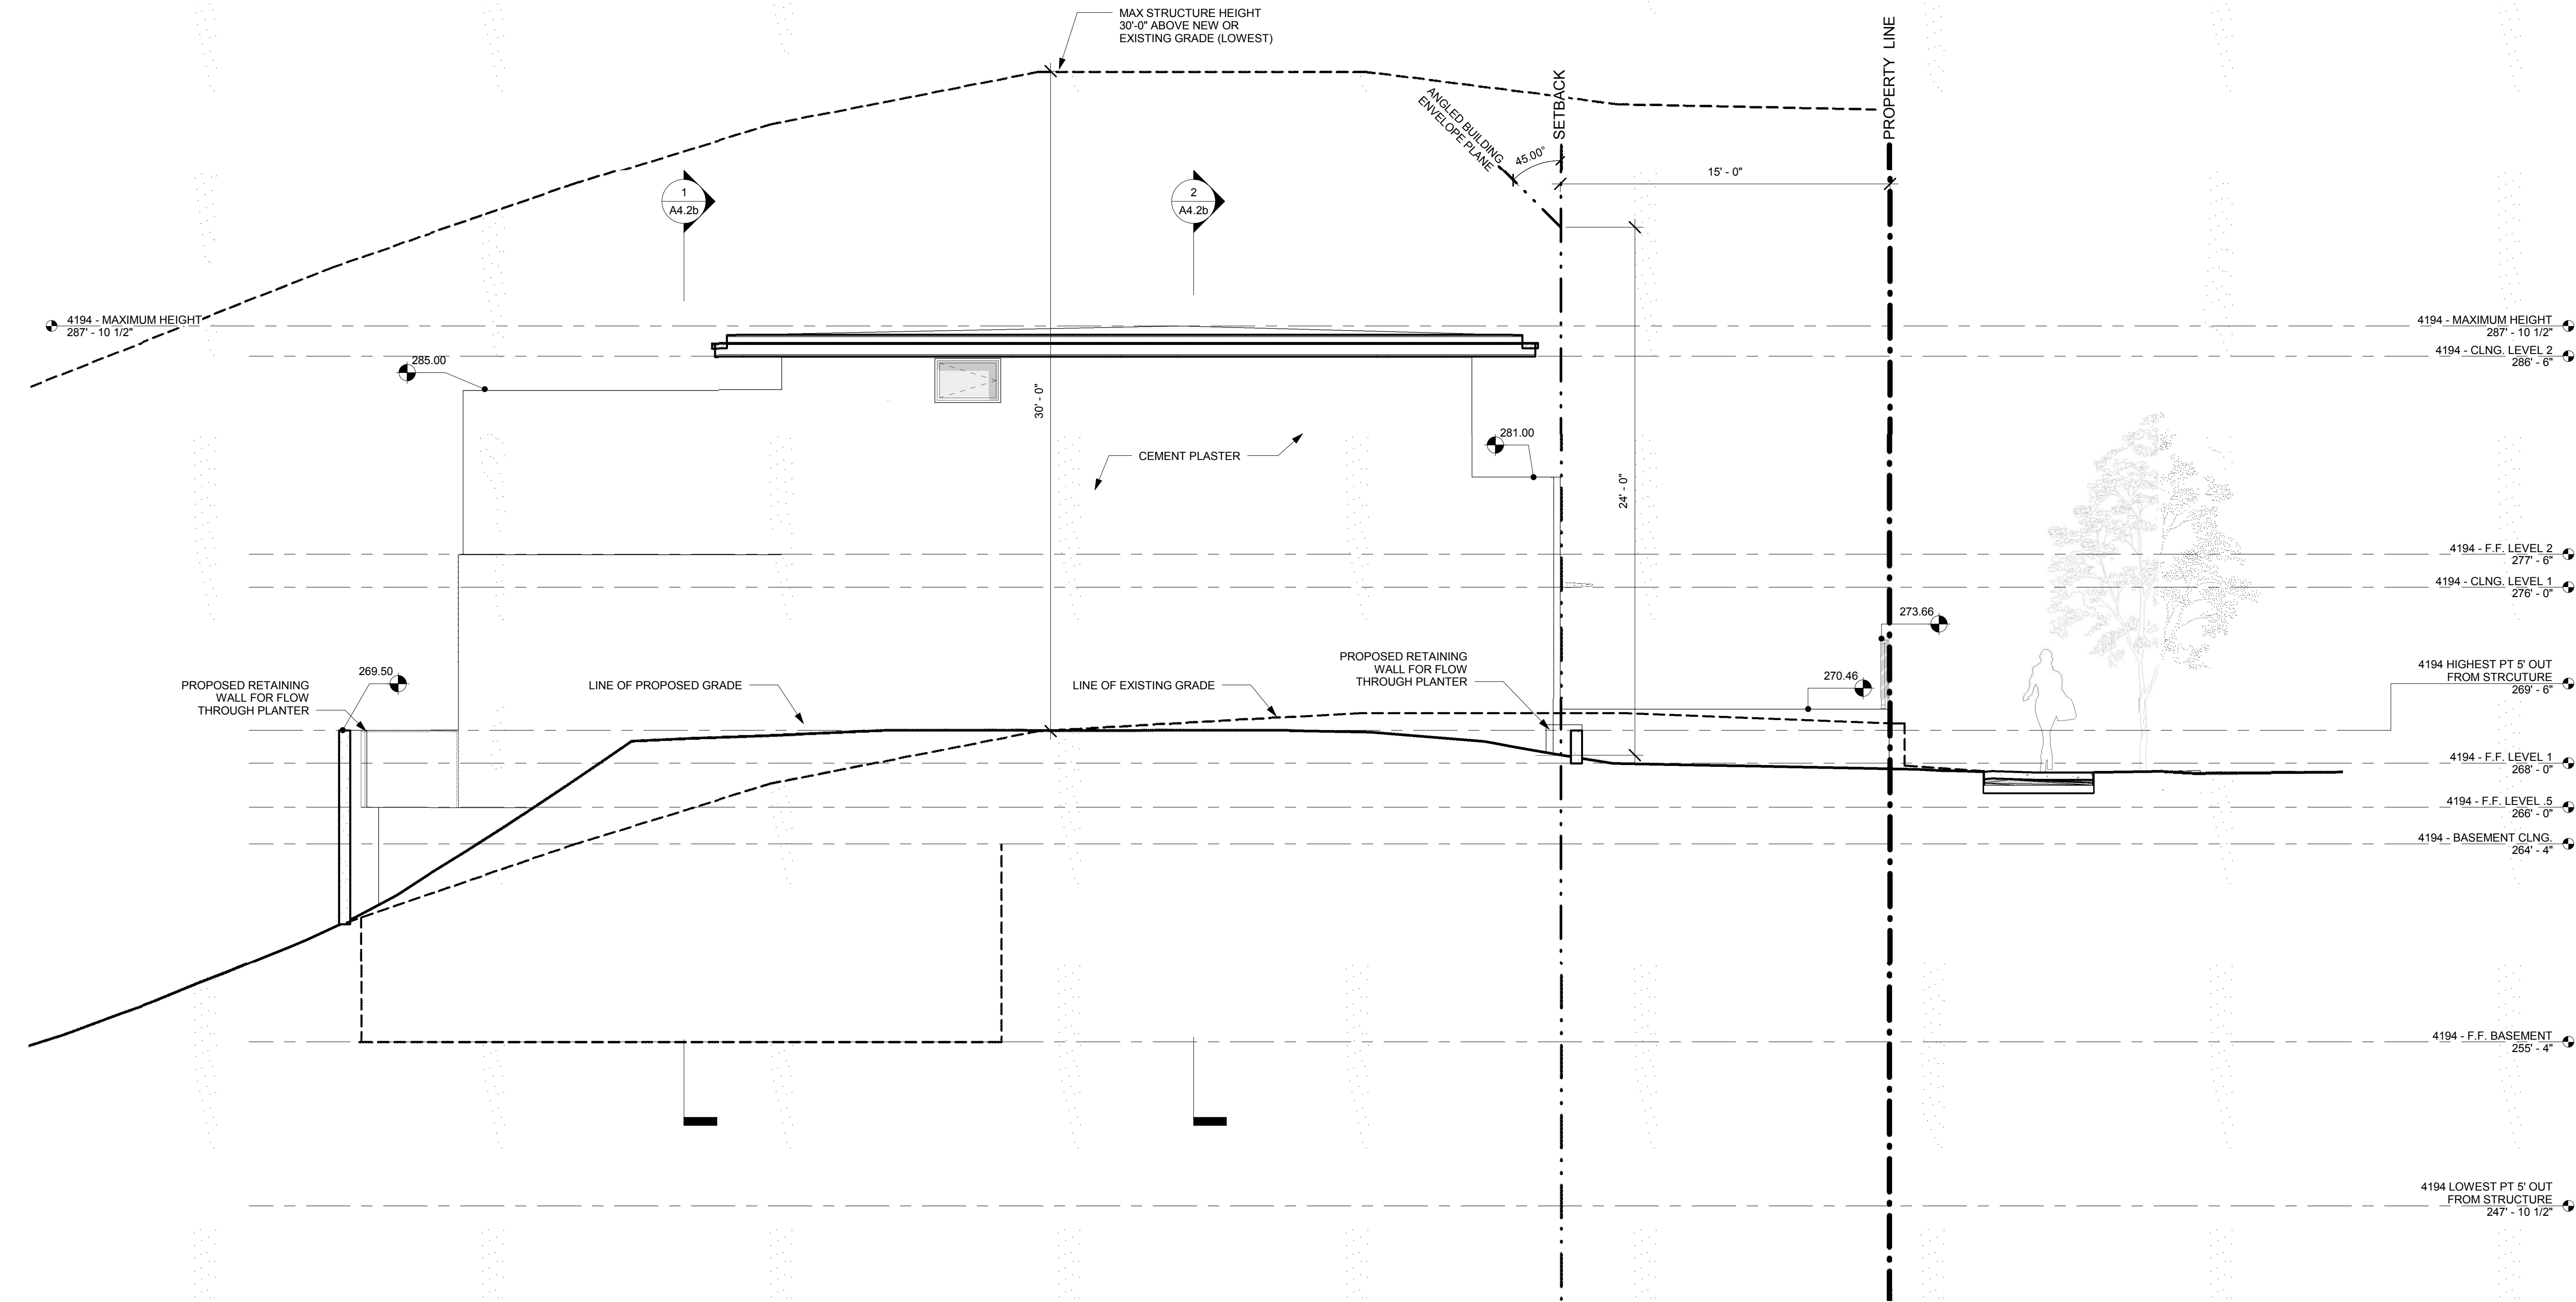 MAX STRUCTURE HEIGHT
30'-0" ABOVE NEW OR
EXISTING GRADE (LOWEST)
PROPERTY LINE
SETBACK
ANGLED BUILDING
ENVELOPE PLANE
45.00°
15' - 0"
1
A4.2b
2
A4.2b
4194 - MAXIMUM HEIGHT
287' - 10 1/2"
4194 - MAXIMUM HEIGHT
287' - 10 1/2"
4194 - CLNG. LEVEL 2
286' - 6"
285.00
30' - 0"
281.00
CEMENT PLASTER
24' - 0"
4194 - F.F. LEVEL 2
277' - 6"
4194 - CLNG. LEVEL 1
276' - 0"
273.66
269.50
PROPOSED RETAINING
WALL FOR FLOW
THROUGH PLANTER
LINE OF PROPOSED GRADE
LINE OF EXISTING GRADE
PROPOSED RETAINING
WALL FOR FLOW
THROUGH PLANTER
270.46
4194 HIGHEST PT 5' OUT
FROM STRCUTURE
269' - 6"
4194 - F.F. LEVEL 1
268' - 0"
4194 - F.F. LEVEL .5
266' - 0"
4194 - BASEMENT CLNG.
264' - 4"
4194 - F.F. BASEMENT
255' - 4"
4194 LOWEST PT 5' OUT
FROM STRUCTURE
247' - 10 1/2"